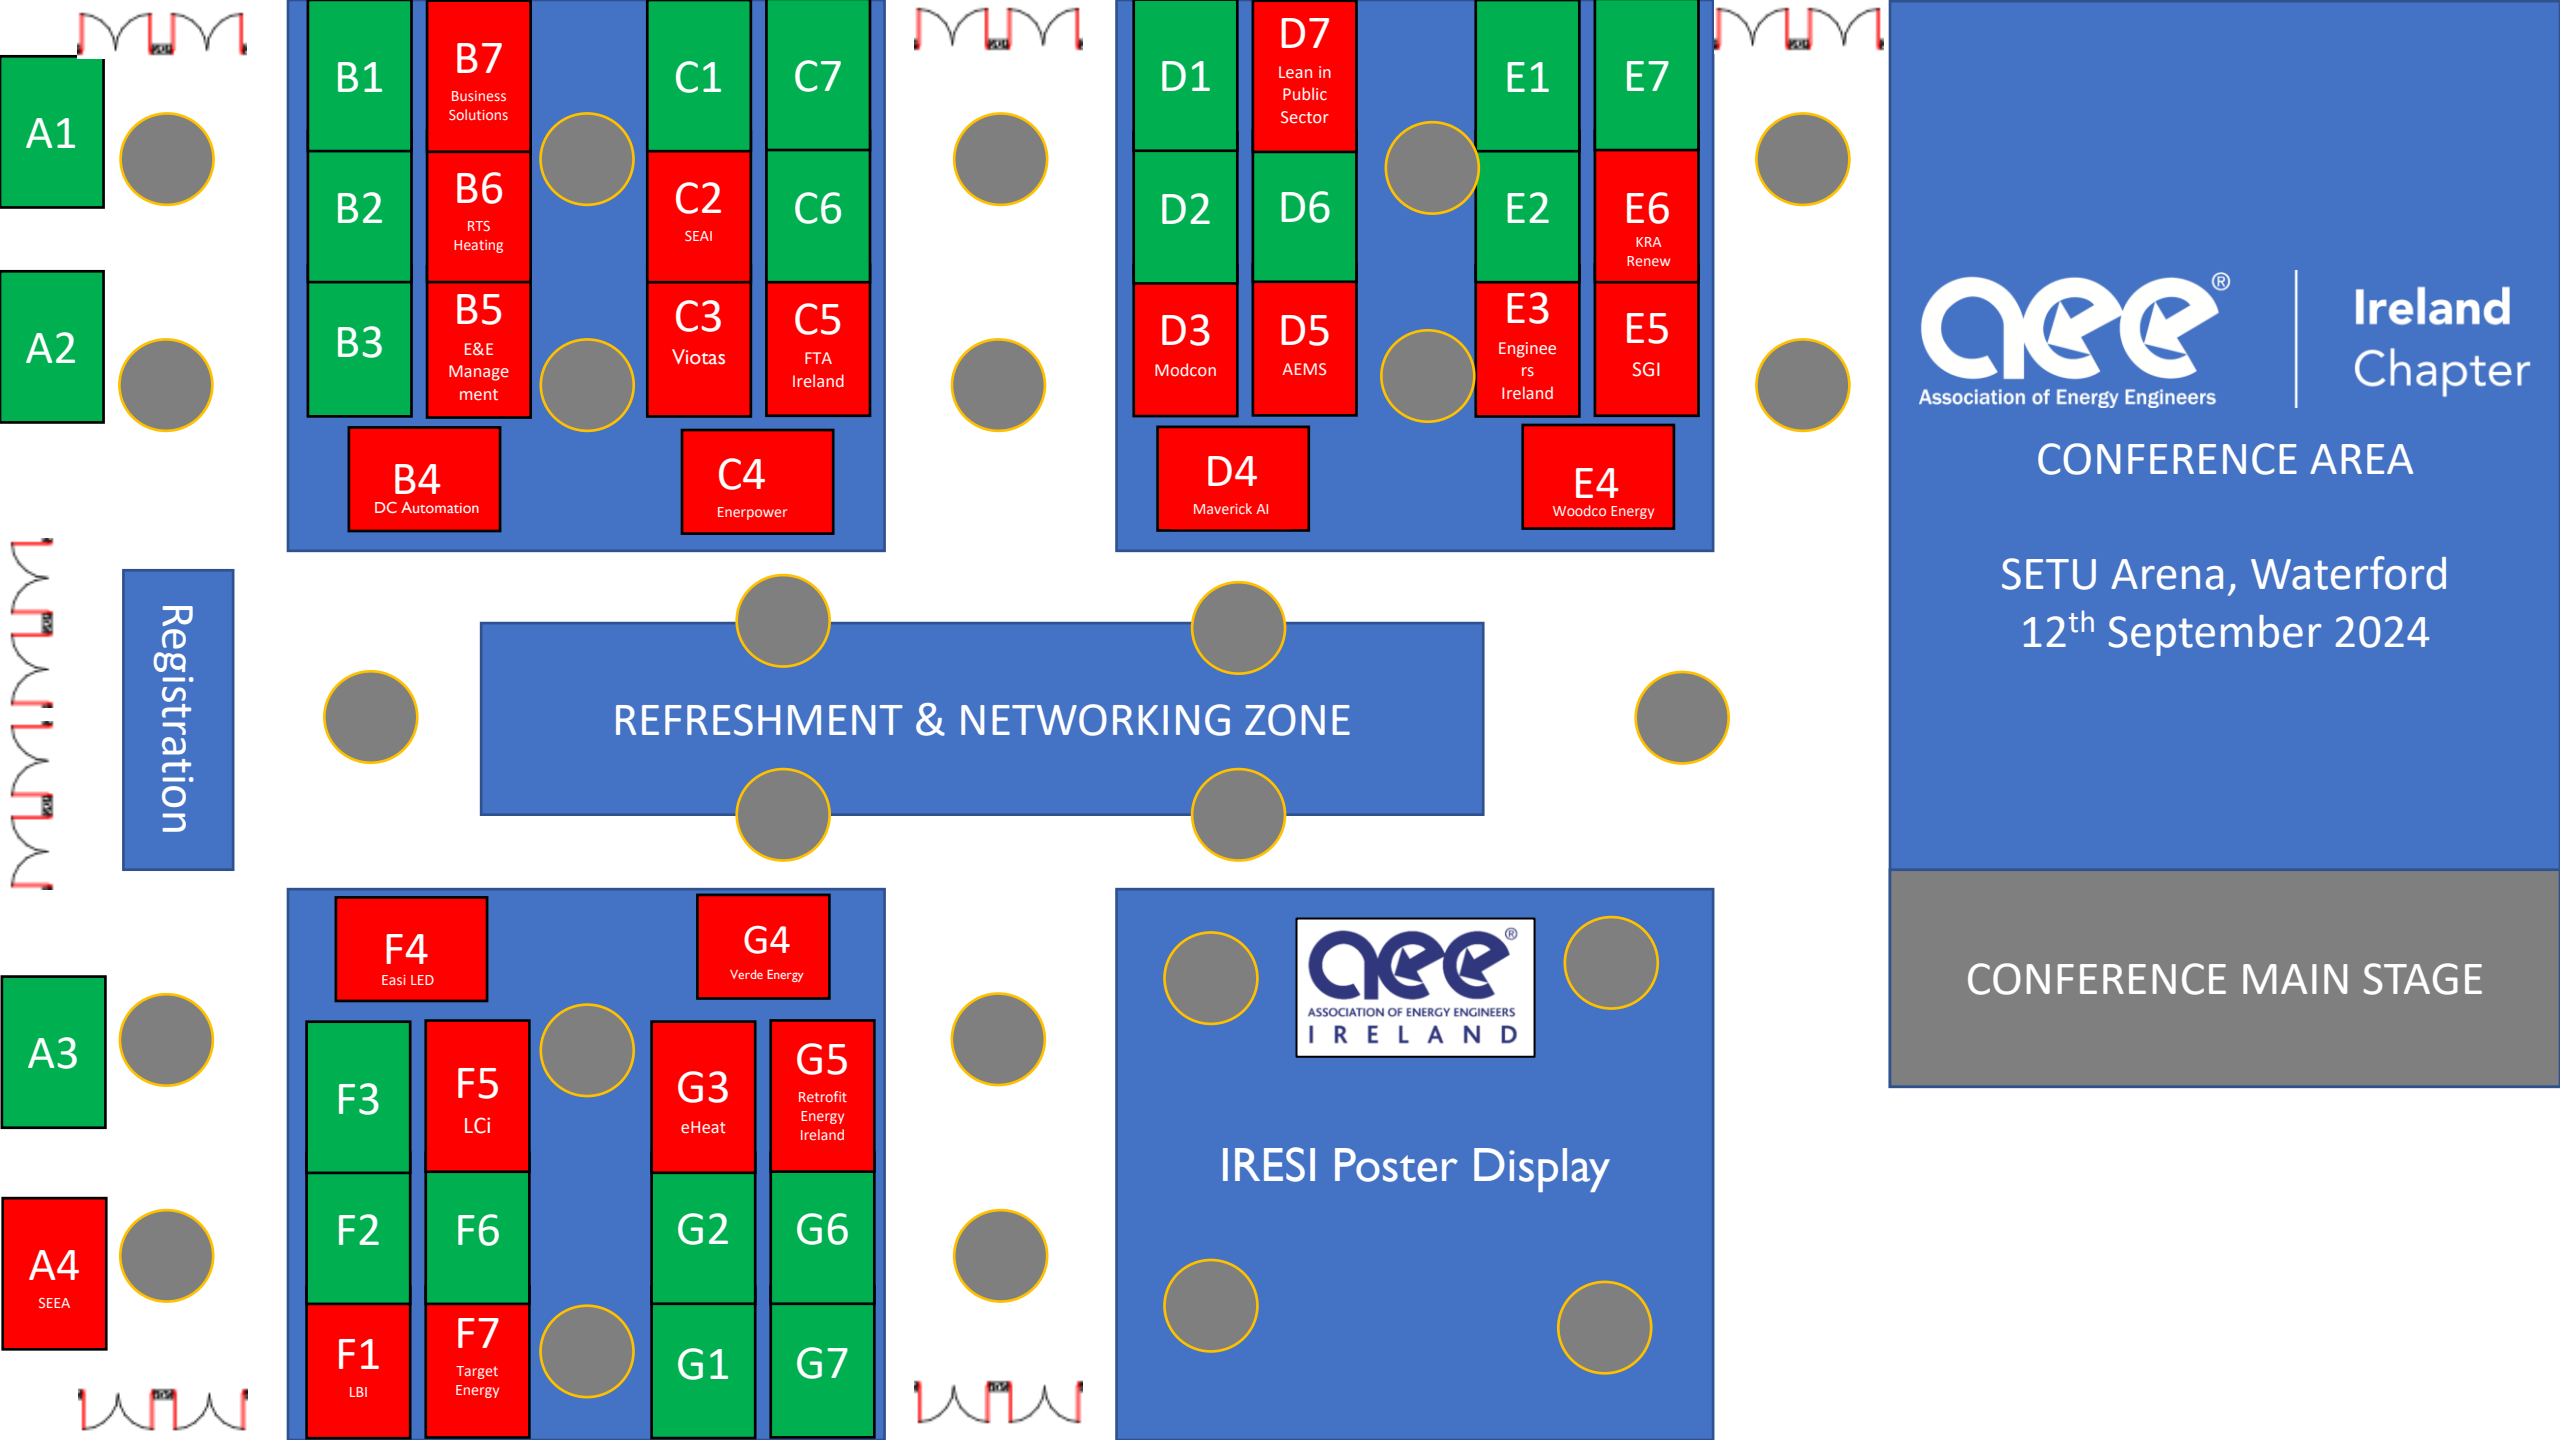 A1
A2
B1
B7
Business
Solutions
B2
B6
RTS
Heating
B3
B5
E&E
Manage
ment
B4
DC Automation
C1
C7
C2
SEAI
C6
C3
Viotas
C5
FTA
Ireland
C4
Enerpower
D1
D7
Lean in
Public
Sector
D2
D6
D3
Modcon
D5
AEMS
D4
Maverick AI
E1
E7
E2
E6
KRA
Renew
E3
Enginee
rs
Ireland
E5
SGI
E4
Woodco Energy
aee®
Association of Energy Engineers
Ireland
Chapter
CONFERENCE AREA
SETU Arena, Waterford
12th September 2024
Registration
REFRESHMENT & NETWORKING ZONE
CONFERENCE MAIN STAGE
A3
A4
SEEA
F4
Easi LED
F3
F5
LCi
F2
F6
F1
LBI
F7
Target
Energy
G4
Verde Energy
G3
eHeat
G5
Retrofit
Energy
Ireland
G2
G6
G1
G7
aee®
ASSOCIATION OF ENERGY ENGINEERS
IRELAND
IRESI Poster Display